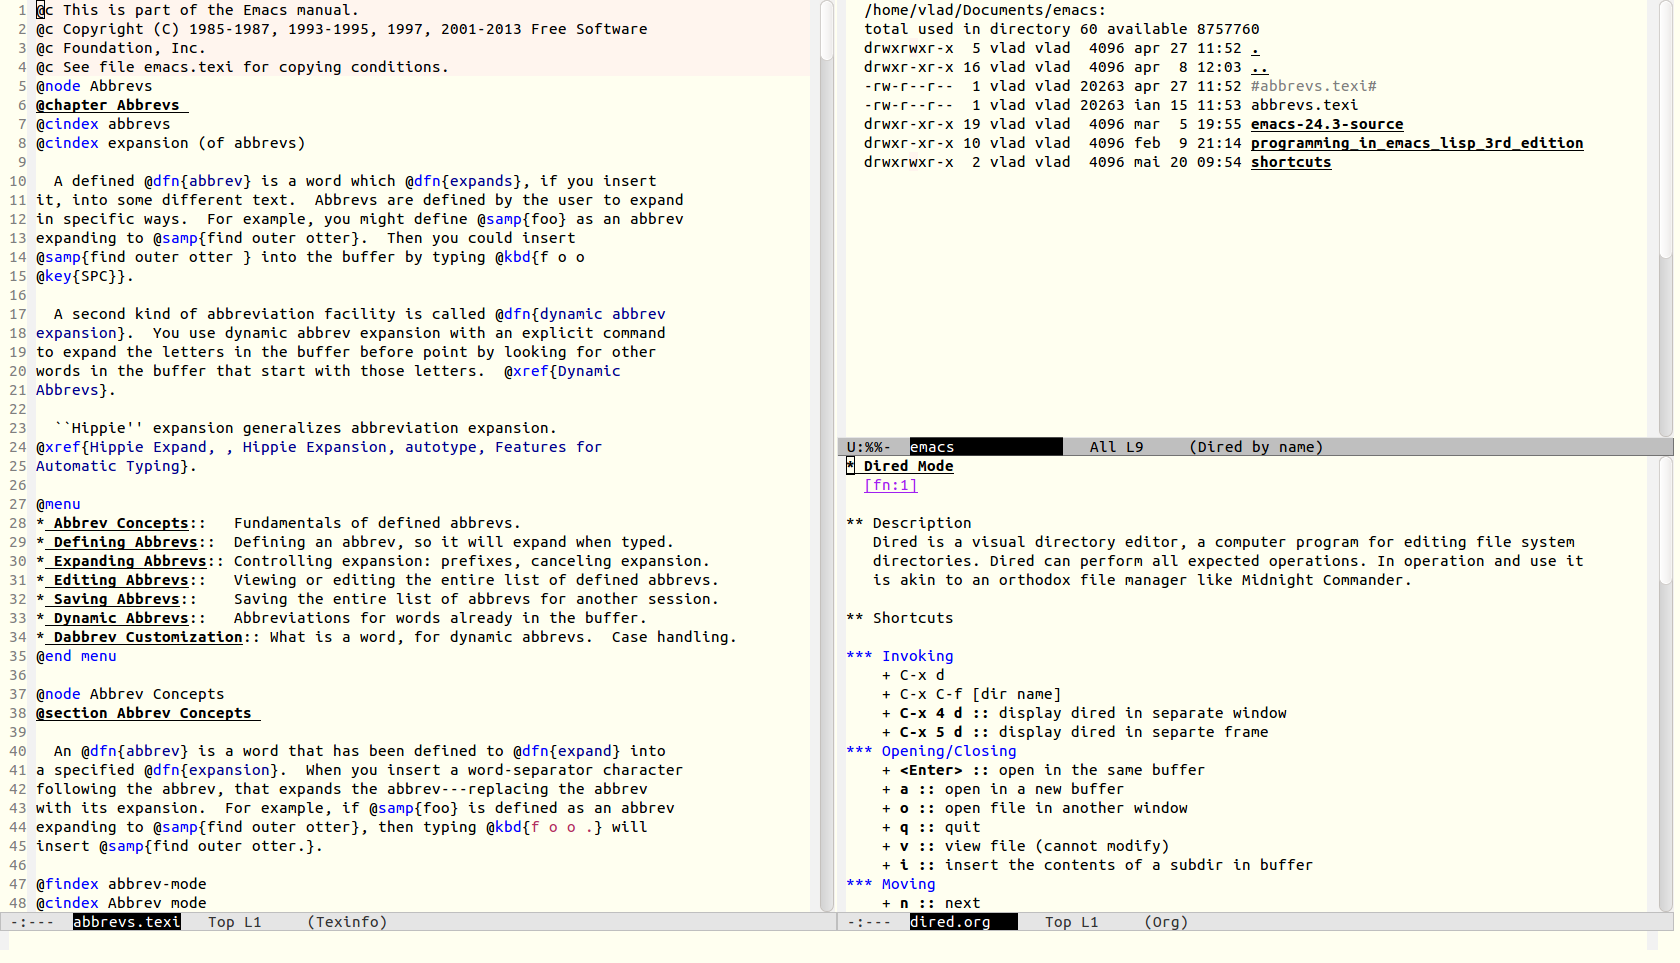 1 @c This is part of the Emacs manual.
2 @c Copyright (C) 1985-1987, 1993-1995, 1997, 2001-2013 Free Software
3 @c Foundation, Inc.
4 @c See file emacs.texi for copying conditions.
5 @node Abbrevs
6 @chapter Abbrevs
7 @cindex abbrevs
8 @cindex expansion (of abbrevs)
9
10   A defined @dfn{abbrev} is a word which @dfn{expands}, if you insert
11 it, into some different text.  Abbrevs are defined by the user to expand
12 in specific ways.  For example, you might define @samp{foo} as an abbrev
13 expanding to @samp{find outer otter}.  Then you could insert
14 @samp{find outer otter } into the buffer by typing @kbd{f o o
15 @key{SPC}}.
16
17   A second kind of abbreviation facility is called @dfn{dynamic abbrev
18 expansion}.  You use dynamic abbrev expansion with an explicit command
19 to expand the letters in the buffer before point by looking for other
20 words in the buffer that start with those letters.  @xref{Dynamic
21 Abbrevs}.
22
23   ``Hippie'' expansion generalizes abbreviation expansion.
24 @xref{Hippie Expand, , Hippie Expansion, autotype, Features for
25 Automatic Typing}.
26
27 @menu
28 * Abbrev Concepts::   Fundamentals of defined abbrevs.
29 * Defining Abbrevs::  Defining an abbrev, so it will expand when typed.
30 * Expanding Abbrevs:: Controlling expansion: prefixes, canceling expansion.
31 * Editing Abbrevs::   Viewing or editing the entire list of defined abbrevs.
32 * Saving Abbrevs::    Saving the entire list of abbrevs for another session.
33 * Dynamic Abbrevs::   Abbreviations for words already in the buffer.
34 * Dabbrev Customization:: What is a word, for dynamic abbrevs.  Case handling.
35 @end menu
36
37 @node Abbrev Concepts
38 @section Abbrev Concepts
39
40   An @dfn{abbrev} is a word that has been defined to @dfn{expand} into
41 a specified @dfn{expansion}.  When you insert a word-separator character
42 following the abbrev, that expands the abbrev---replacing the abbrev
43 with its expansion.  For example, if @samp{foo} is defined as an abbrev
44 expanding to @samp{find outer otter}, then typing @kbd{f o o .} will
45 insert @samp{find outer otter.}.
46
47 @findex abbrev-mode
48 @cindex Abbrev mode
-:---  abbrevs.texi   Top L1     (Texinfo)
/home/vlad/Documents/emacs:
total used in directory 60 available 8757760
drwxrwxr-x  5 vlad vlad  4096 apr 27 11:52 .
drwxr-xr-x 16 vlad vlad  4096 apr  8 12:03 ..
-rw-r--r--  1 vlad vlad 20263 apr 27 11:52 #abbrevs.texi#
-rw-r--r--  1 vlad vlad 20263 ian 15 11:53 abbrevs.texi
drwxr-xr-x 19 vlad vlad  4096 mar  5 19:55 emacs-24.3-source
drwxr-xr-x 10 vlad vlad  4096 feb  9 21:14 programming_in_emacs_lisp_3rd_edition
drwxrwxr-x  2 vlad vlad  4096 mai 20 09:54 shortcuts
U:%%-  emacs   All L9     (Dired by name)
* Dired Mode
[fn:1]
** Description
Dired is a visual directory editor, a computer program for editing file system
directories. Dired can perform all expected operations. In operation and use it
is akin to an orthodox file manager like Midnight Commander.
** Shortcuts
*** Invoking
+ C-x d
+ C-x C-f [dir name]
+ C-x 4 d :: display dired in separate window
+ C-x 5 d :: display dired in separte frame
*** Opening/Closing
+ <Enter> :: open in the same buffer
+ a :: open in a new buffer
+ o :: open file in another window
+ q :: quit
+ v :: view file (cannot modify)
+ i :: insert the contents of a subdir in buffer
*** Moving
+ n :: next
-:---  dired.org   Top L1     (Org)